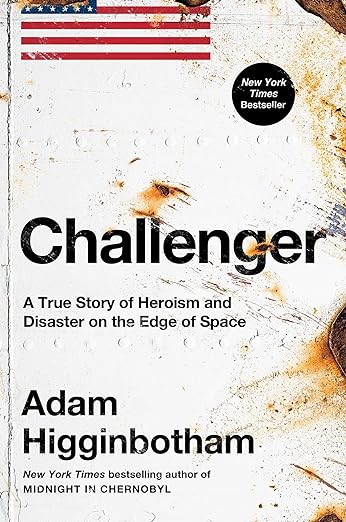 New York
Times
Bestseller
Challenger
A True Story of Heroism and
Disaster on the Edge of Space
Adam
Higginbotham
New York Times bestselling author of
MIDNIGHT IN CHERNOBYL